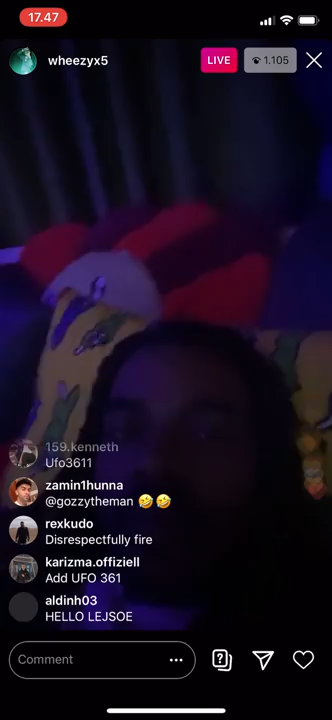 17.47
wheezyx5
LIVE
1.105
159.kenneth
Ufo3611
zamin1hunna
@gozzytheman 🤣🤣
rexkudo
Disrespectfully fire
karizma.offiziell
Add UFO 361
aldinh03
HELLO LEJSOE
Comment